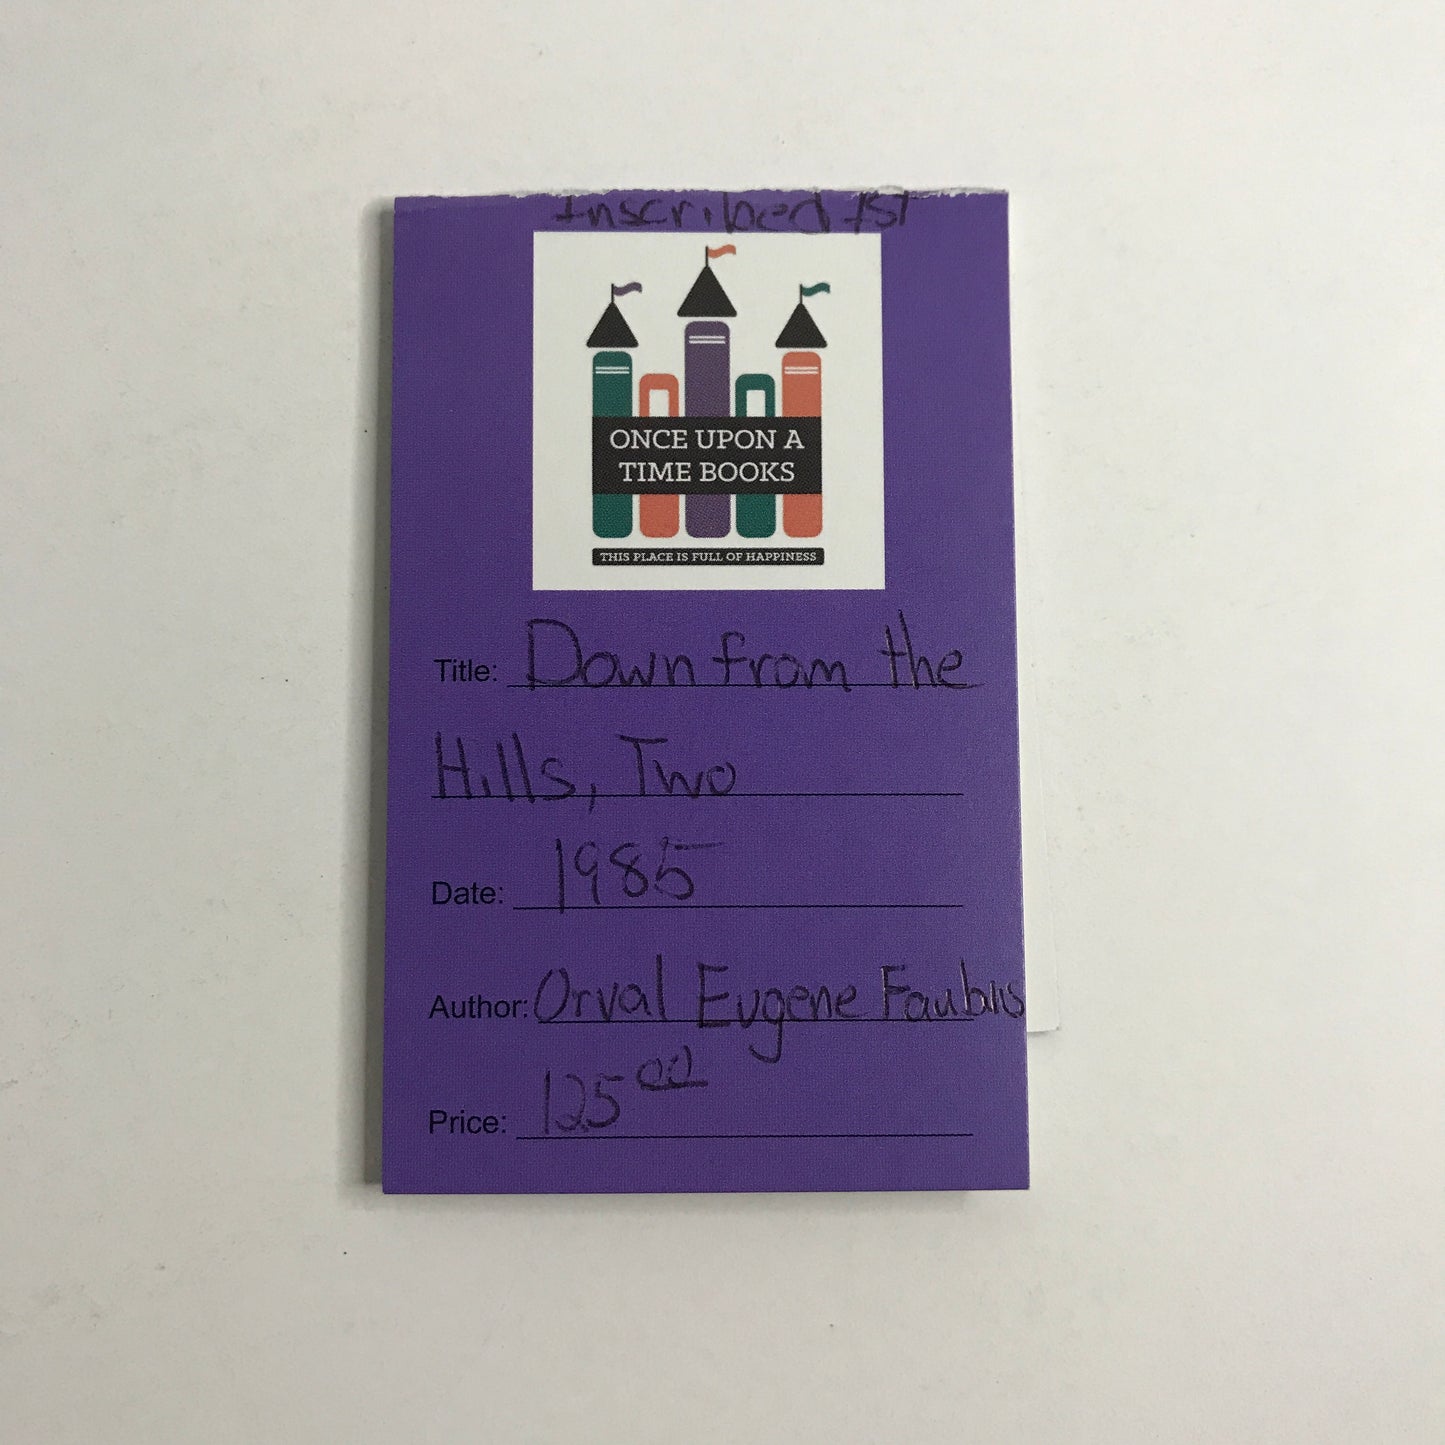 Inscribed 1st
ONCE UPON A
TIME BOOKS
THIS PLACE IS FULL OF HAPPINESS
Title: Down from the
Hills, Two
Date: 1985
Author: Orval Eugene Faubus
Price: 125 00